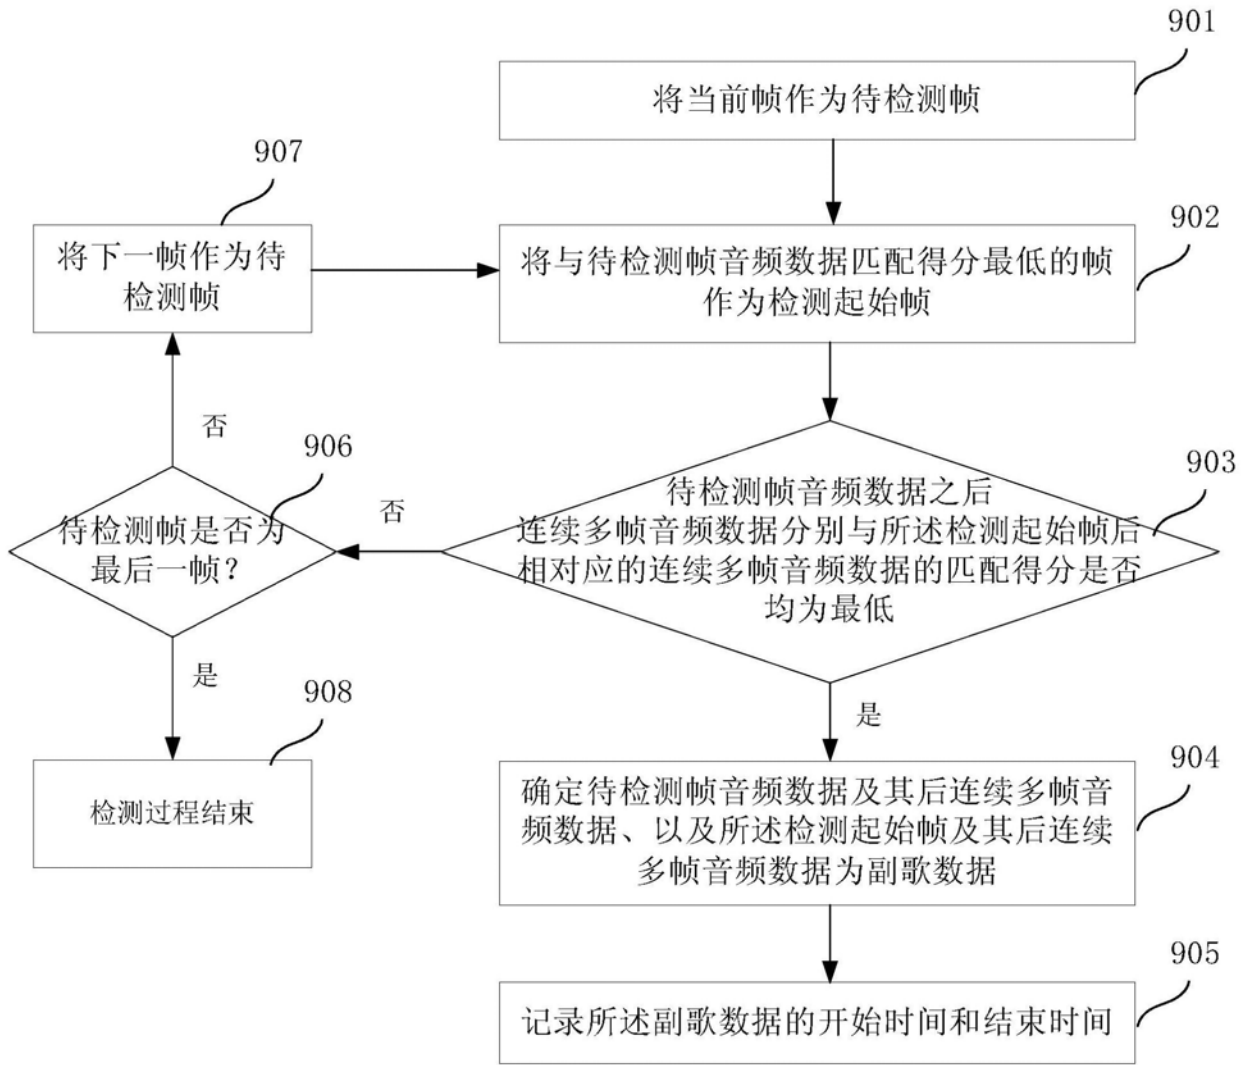 901
将当前帧作为待检测帧
907
902
将下一帧作为待
检测帧
将与待检测帧音频数据匹配得分最低的帧
作为检测起始帧
否
906
903
待检测帧是否为
最后一帧？
否
待检测帧音频数据之后
连续多帧音频数据分别与所述检测起始帧后
相对应的连续多帧音频数据的匹配得分是否
均为最低
是
908
是
904
检测过程结束
确定待检测帧音频数据及其后连续多帧音
频数据、以及所述检测起始帧及其后连续
多帧音频数据为副歌数据
905
记录所述副歌数据的开始时间和结束时间